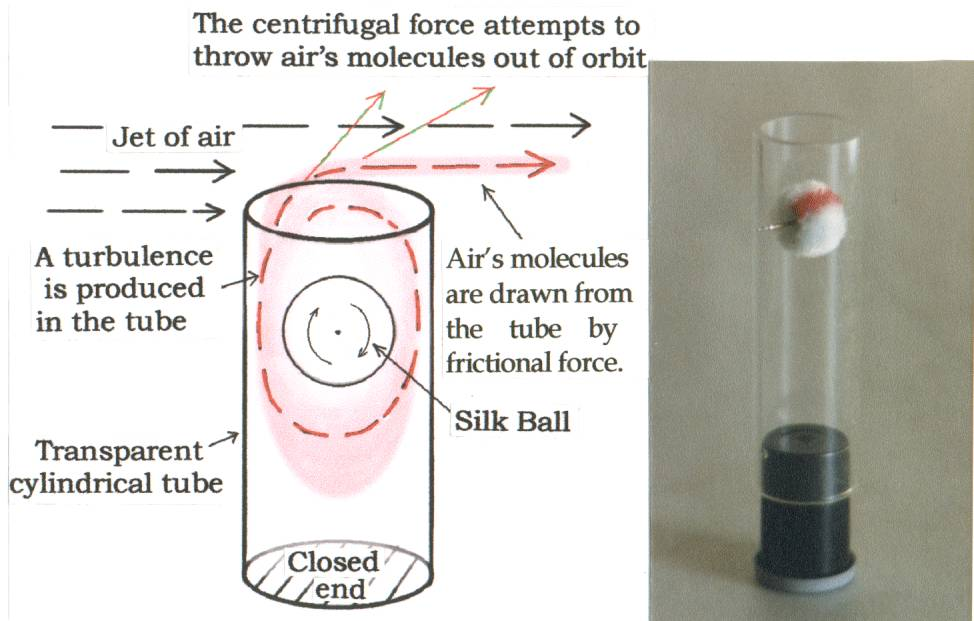 The centrifugal force attempts to
throw air's molecules out of orbit
Jet of air
A turbulence
is produced
in the tube
Air's molecules
are drawn from
the tube by
frictional force.
Silk Ball
Transparent
cylindrical tube
Closed
end